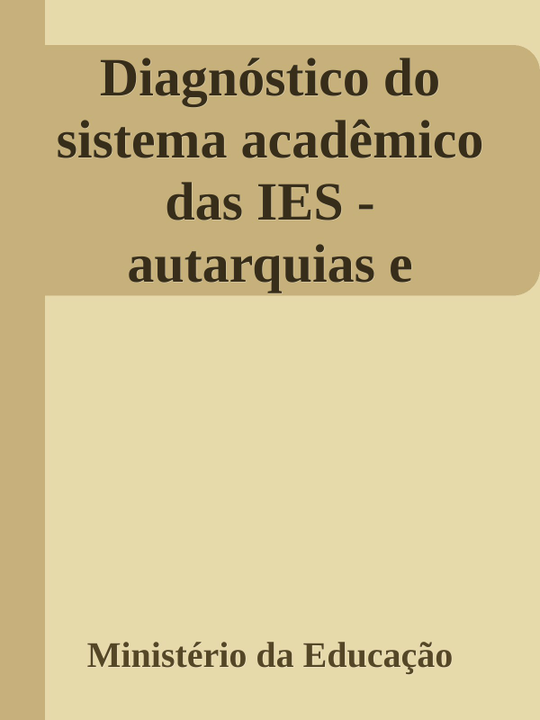 Diagnóstico do
sistema acadêmico
das IES -
autarquias e
Ministério da Educação